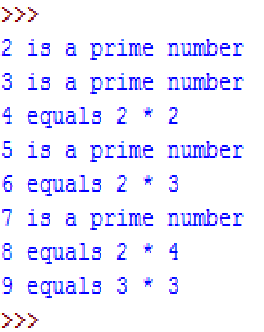 >>>
2 is a prime number
3 is a prime number
4 equals 2 * 2
5 is a prime number
6 equals 2 * 3
7 is a prime number
8 equals 2 * 4
9 equals 3 * 3
>>>